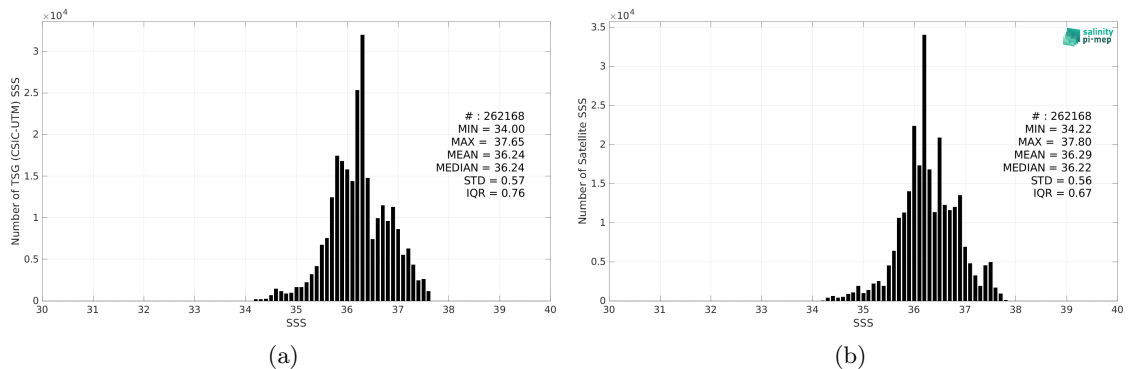 ×10⁴
3
2.5
2
1.5
1
0.5
0
Number of TSG (CSIC-UTM) SSS
# : 262168
MIN = 34.00
MAX = 37.65
MEAN = 36.24
MEDIAN = 36.24
STD = 0.57
IQR = 0.76
30 31 32 33 34 35 36 37 38 39 40
SSS
(a)
×10⁴
3.5
3
2.5
2
1.5
1
0.5
0
Number of Satellite SSS
salinity
pi-mep
# : 262168
MIN = 34.22
MAX = 37.80
MEAN = 36.29
MEDIAN = 36.22
STD = 0.56
IQR = 0.67
30 31 32 33 34 35 36 37 38 39 40
SSS
(b)